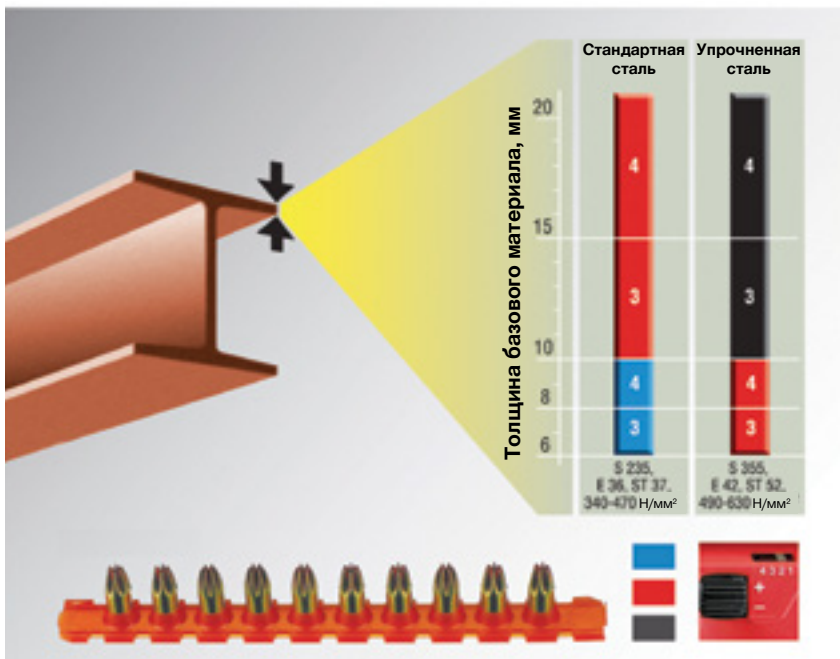 Стандартная
сталь
Упрочненная
сталь
Толщина базового материала, мм
20
15
10
8
6
4
3
4
3
4
3
4
3
S 235,
E 36, ST 37,
340-470 Н/мм²
S 355,
E 42, ST 52,
490-630 Н/мм²
4 3 2 1
+
−